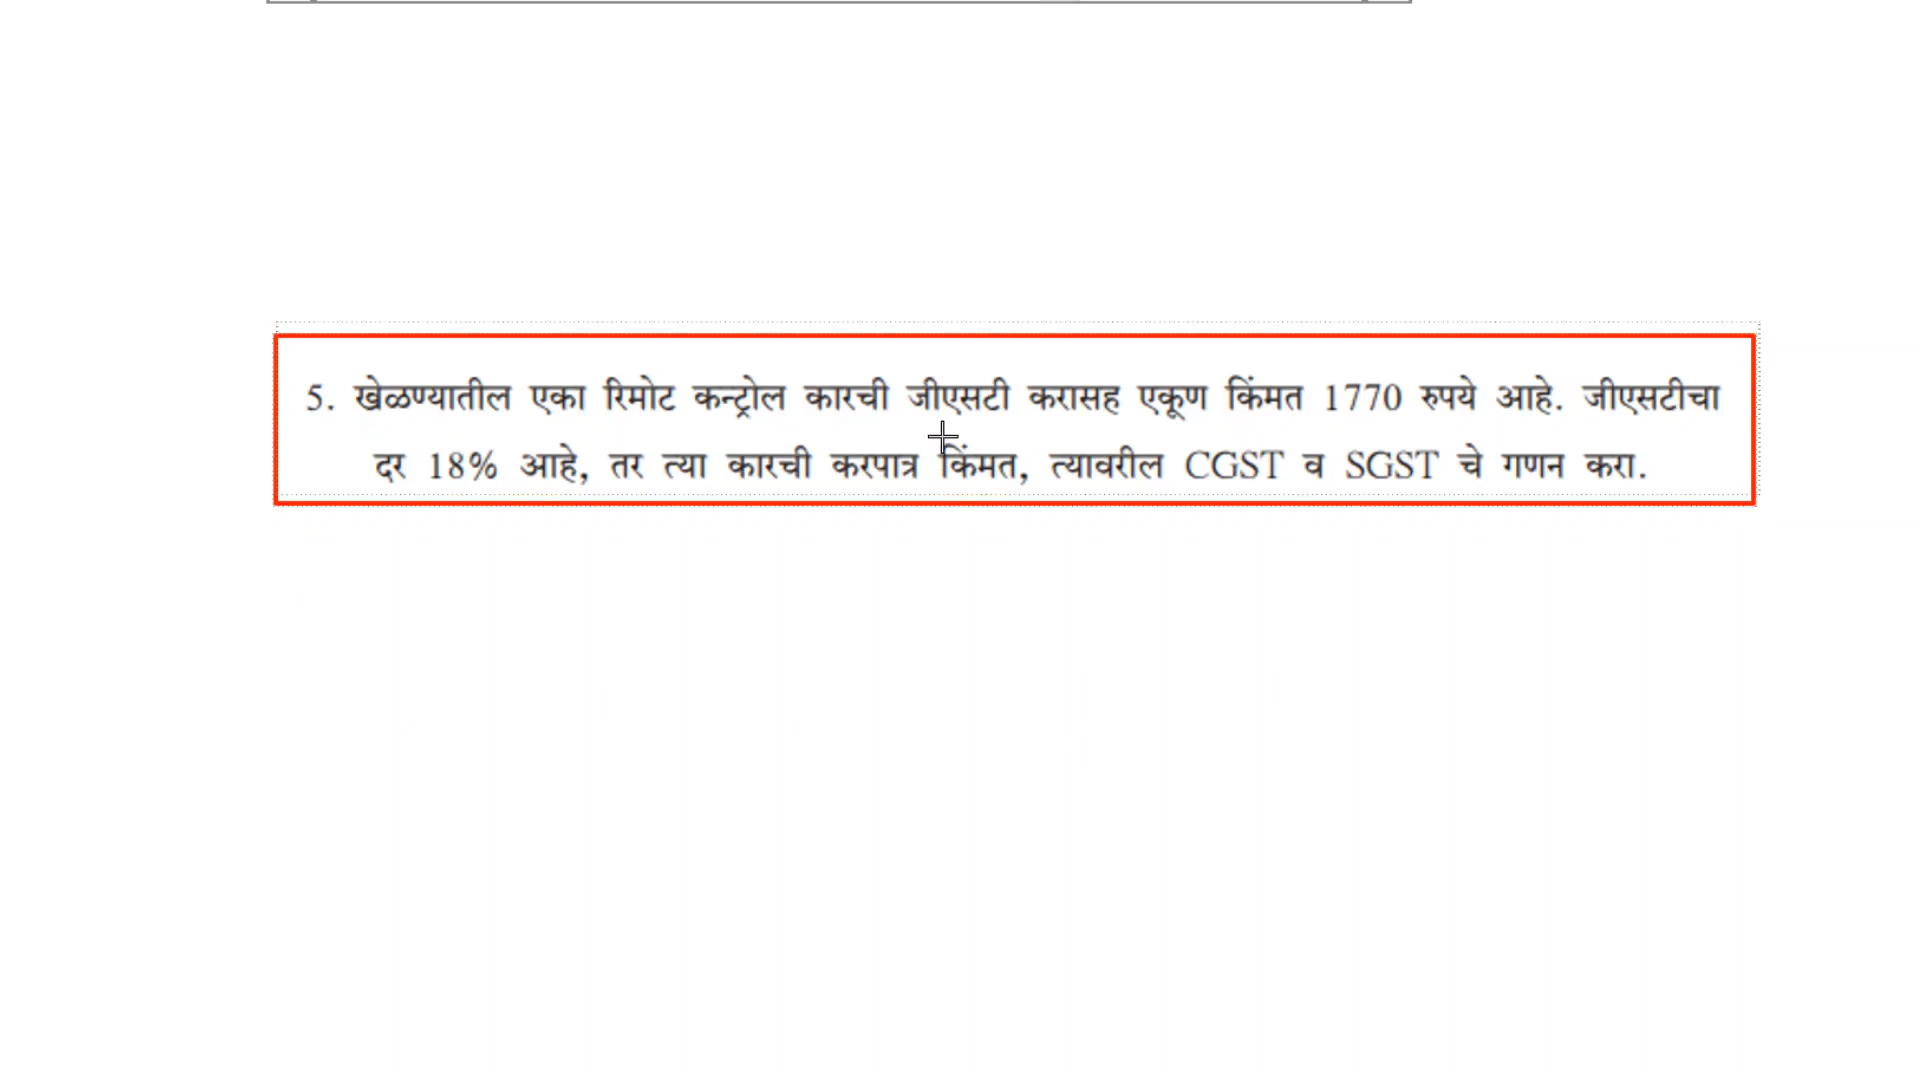 5. खेळण्यातील एका रिमोट कन्ट्रोल कारची जीएसटी करासह एकूण किंमत 1770 रुपये आहे. जीएसटीचा
दर 18% आहे, तर त्या कारची करपात्र किंमत, त्यावरील CGST व SGST चे गणन करा.